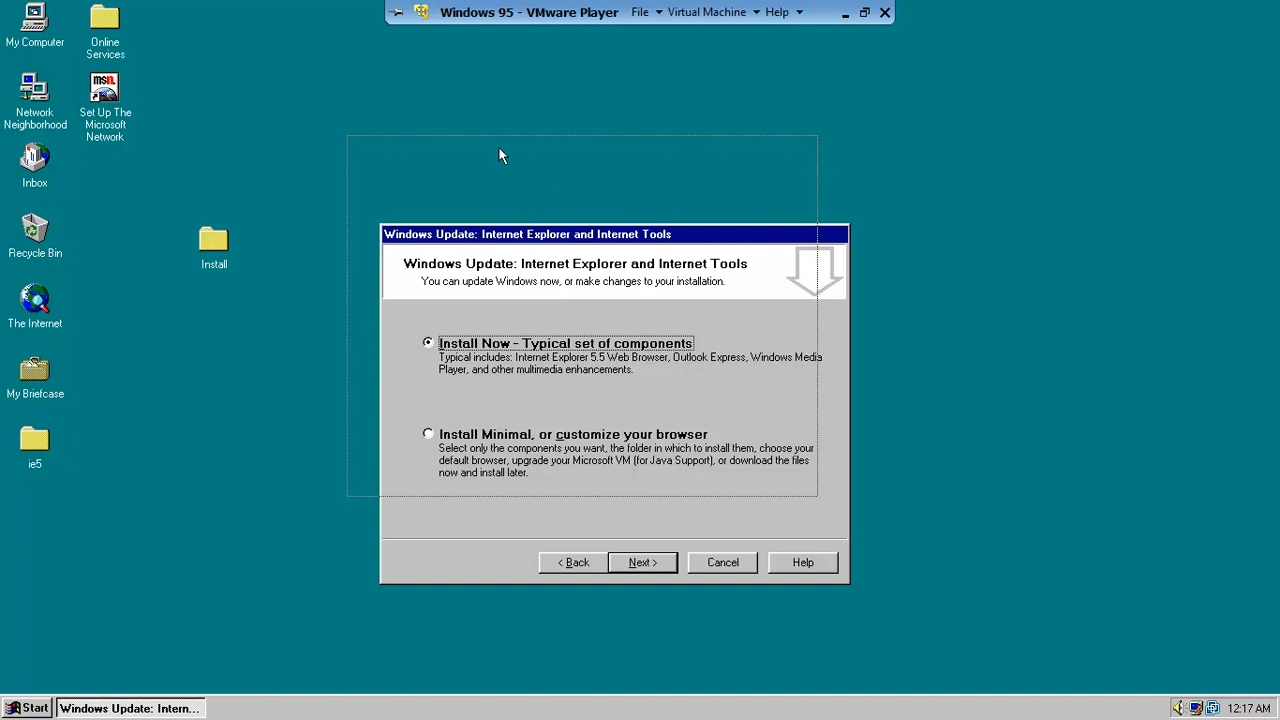 Windows 95 - VMware Player File Virtual Machine Help
My Computer
Online
Services
Network
Neighborhood
msn.
Set Up The
Microsoft
Network
Inbox
Recycle Bin
Install
The Internet
My Briefcase
ie5
Windows Update: Internet Explorer and Internet Tools
Windows Update: Internet Explorer and Internet Tools
You can update Windows now, or make changes to your installation.
Install Now - Typical set of components
Typical includes: Internet Explorer 5.5 Web Browser, Outlook Express, Windows Media
Player, and other multimedia enhancements.
Install Minimal, or customize your browser
Select only the components you want, the folder in which to install them, choose your
default browser, upgrade your Microsoft VM (for Java Support), or download the files
now and install later.
< Back Next > Cancel Help
Start Windows Update: Intern... 12:17 AM